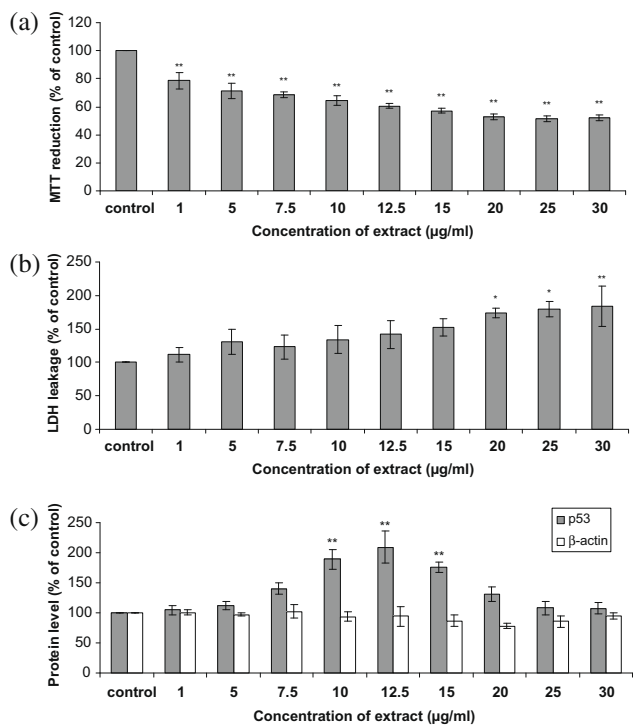 (a)
MTT reduction (% of control)
120
100
80
60
40
20
0
** ** ** ** ** ** ** ** **
control 1 5 7.5 10 12.5 15 20 25 30
Concentration of extract (µg/ml)
(b)
LDH leakage (% of control)
250
200
150
100
50
0
* * **
control 1 5 7.5 10 12.5 15 20 25 30
Concentration of extract (µg/ml)
(c)
Protein level (% of control)
250
200
150
100
50
0
** ** **
p53
β-actin
control 1 5 7.5 10 12.5 15 20 25 30
Concentration of extract (µg/ml)